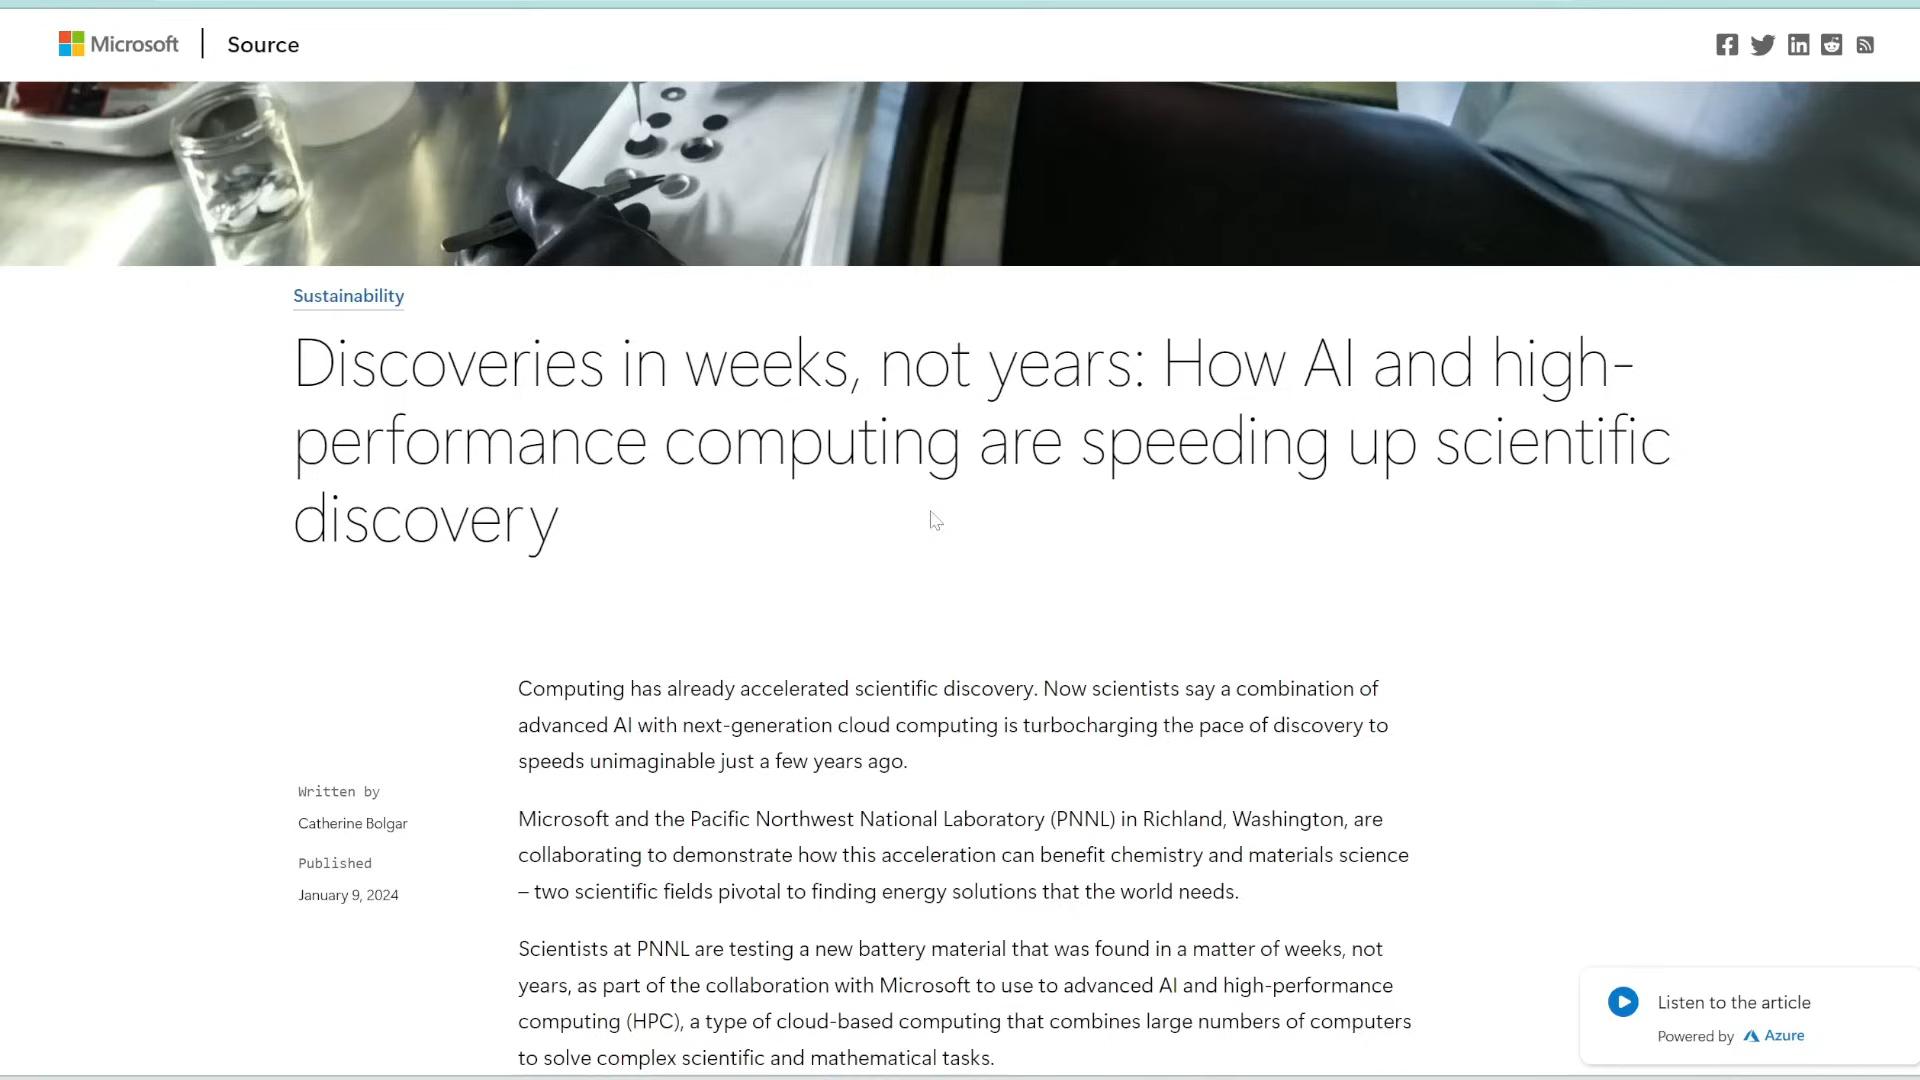 Microsoft | Source
Sustainability
Discoveries in weeks, not years: How AI and high-
performance computing are speeding up scientific
discovery
Computing has already accelerated scientific discovery. Now scientists say a combination of
advanced AI with next-generation cloud computing is turbocharging the pace of discovery to
speeds unimaginable just a few years ago.
Written by
Catherine Bolgar
Published
January 9, 2024
Microsoft and the Pacific Northwest National Laboratory (PNNL) in Richland, Washington, are
collaborating to demonstrate how this acceleration can benefit chemistry and materials science
– two scientific fields pivotal to finding energy solutions that the world needs.
Scientists at PNNL are testing a new battery material that was found in a matter of weeks, not
years, as part of the collaboration with Microsoft to use to advanced AI and high-performance
computing (HPC), a type of cloud-based computing that combines large numbers of computers
to solve complex scientific and mathematical tasks.
Listen to the article
Powered by Azure